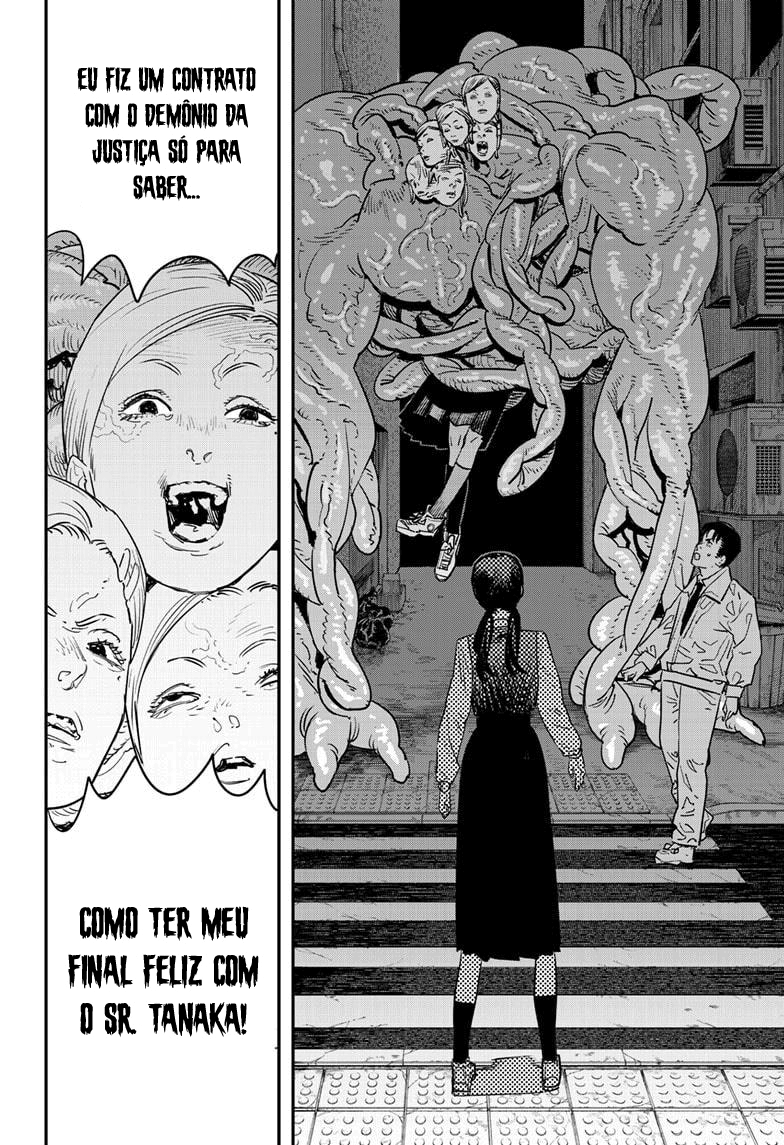 EU FIZ UM CONTRATO
COM O DEMÔNIO DA
JUSTIÇA SÓ PARA
SABER...
COMO TER MEU
FINAL FELIZ COM
O SR. TANAKA!